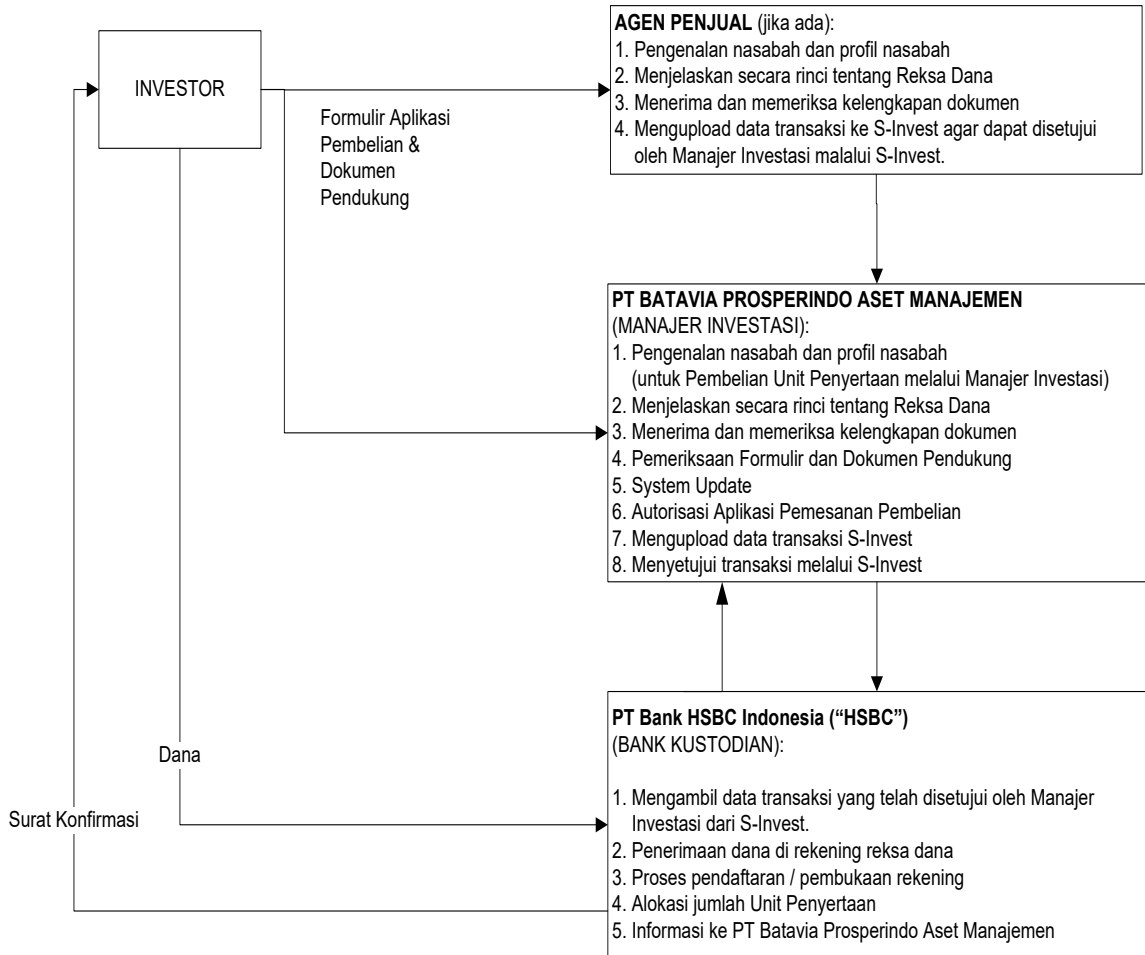 INVESTOR
Formulir Aplikasi
Pembelian &
Dokumen
Pendukung
AGEN PENJUAL (jika ada):
1. Pengenalan nasabah dan profil nasabah
2. Menjelaskan secara rinci tentang Reksa Dana
3. Menerima dan memeriksa kelengkapan dokumen
4. Mengupload data transaksi ke S-Invest agar dapat disetujui
oleh Manajer Investasi malalui S-Invest.
PT BATAVIA PROSPERINDO ASET MANAJEMEN
(MANAJER INVESTASI):
1. Pengenalan nasabah dan profil nasabah
(untuk Pembelian Unit Penyertaan melalui Manajer Investasi)
2. Menjelaskan secara rinci tentang Reksa Dana
3. Menerima dan memeriksa kelengkapan dokumen
4. Pemeriksaan Formulir dan Dokumen Pendukung
5. System Update
6. Autorisasi Aplikasi Pemesanan Pembelian
7. Mengupload data transaksi S-Invest
8. Menyetujui transaksi melalui S-Invest
Dana
Surat Konfirmasi
PT Bank HSBC Indonesia (“HSBC”)
(BANK KUSTODIAN):
1. Mengambil data transaksi yang telah disetujui oleh Manajer
Investasi dari S-Invest.
2. Penerimaan dana di rekening reksa dana
3. Proses pendaftaran / pembukaan rekening
4. Alokasi jumlah Unit Penyertaan
5. Informasi ke PT Batavia Prosperindo Aset Manajemen